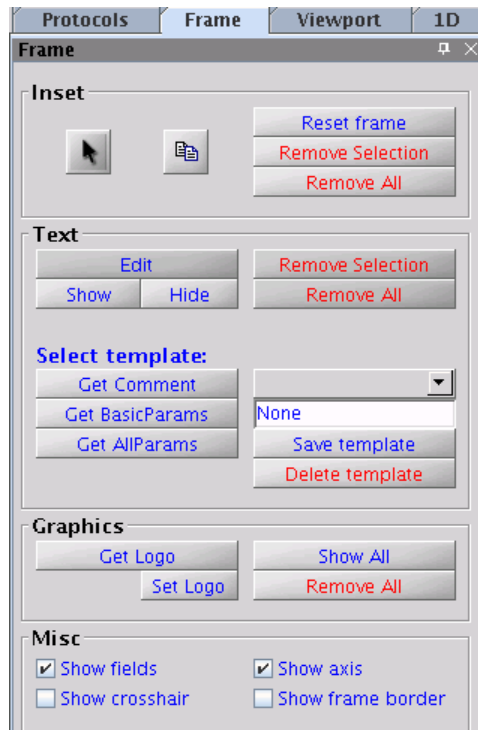 Protocols Frame Viewport 1D
Frame
Inset
Reset frame
Remove Selection
Remove All
Text
Edit Remove Selection
Show Hide Remove All
Select template:
Get Comment
Get BasicParams None
Get AllParams Save template
Delete template
Graphics
Get Logo Show All
Set Logo Remove All
Misc
Show fields Show axis
Show crosshair Show frame border